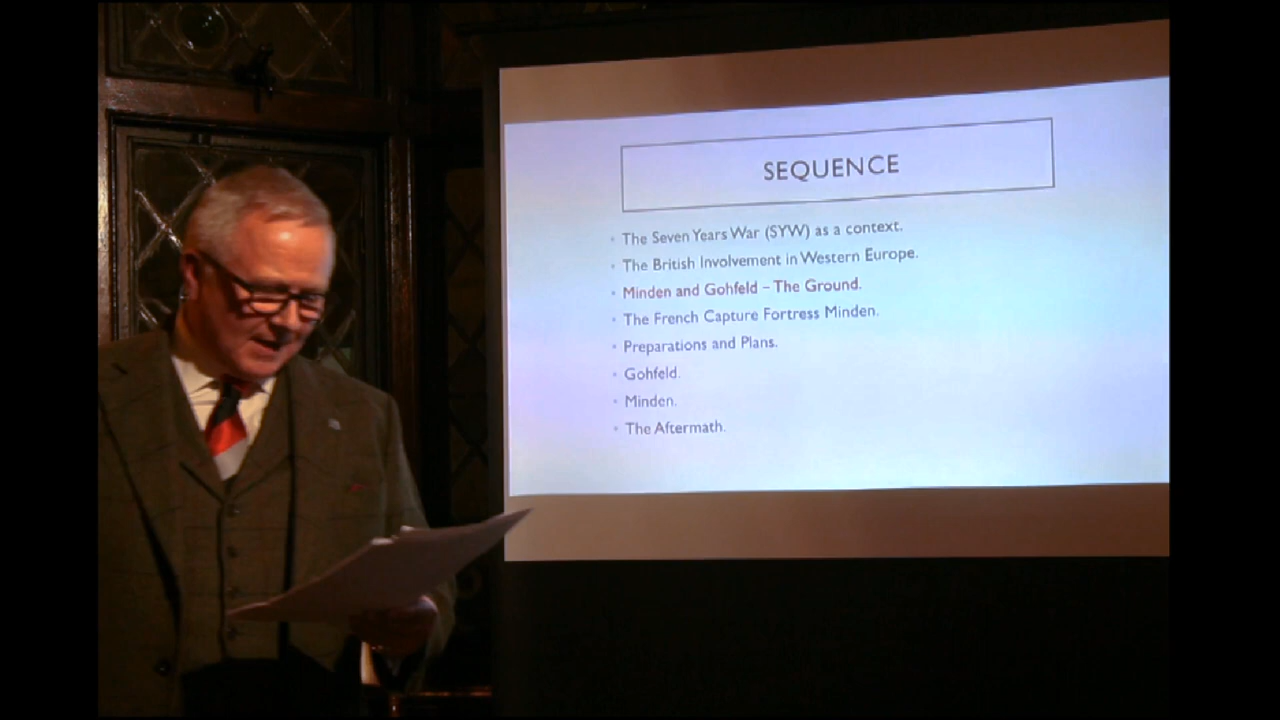 SEQUENCE
• The Seven Years War (SYW) as a context.
• The British Involvement in Western Europe.
• Minden and Gohfeld – The Ground.
• The French Capture Fortress Minden.
• Preparations and Plans.
• Gohfeld.
• Minden.
• The Aftermath.